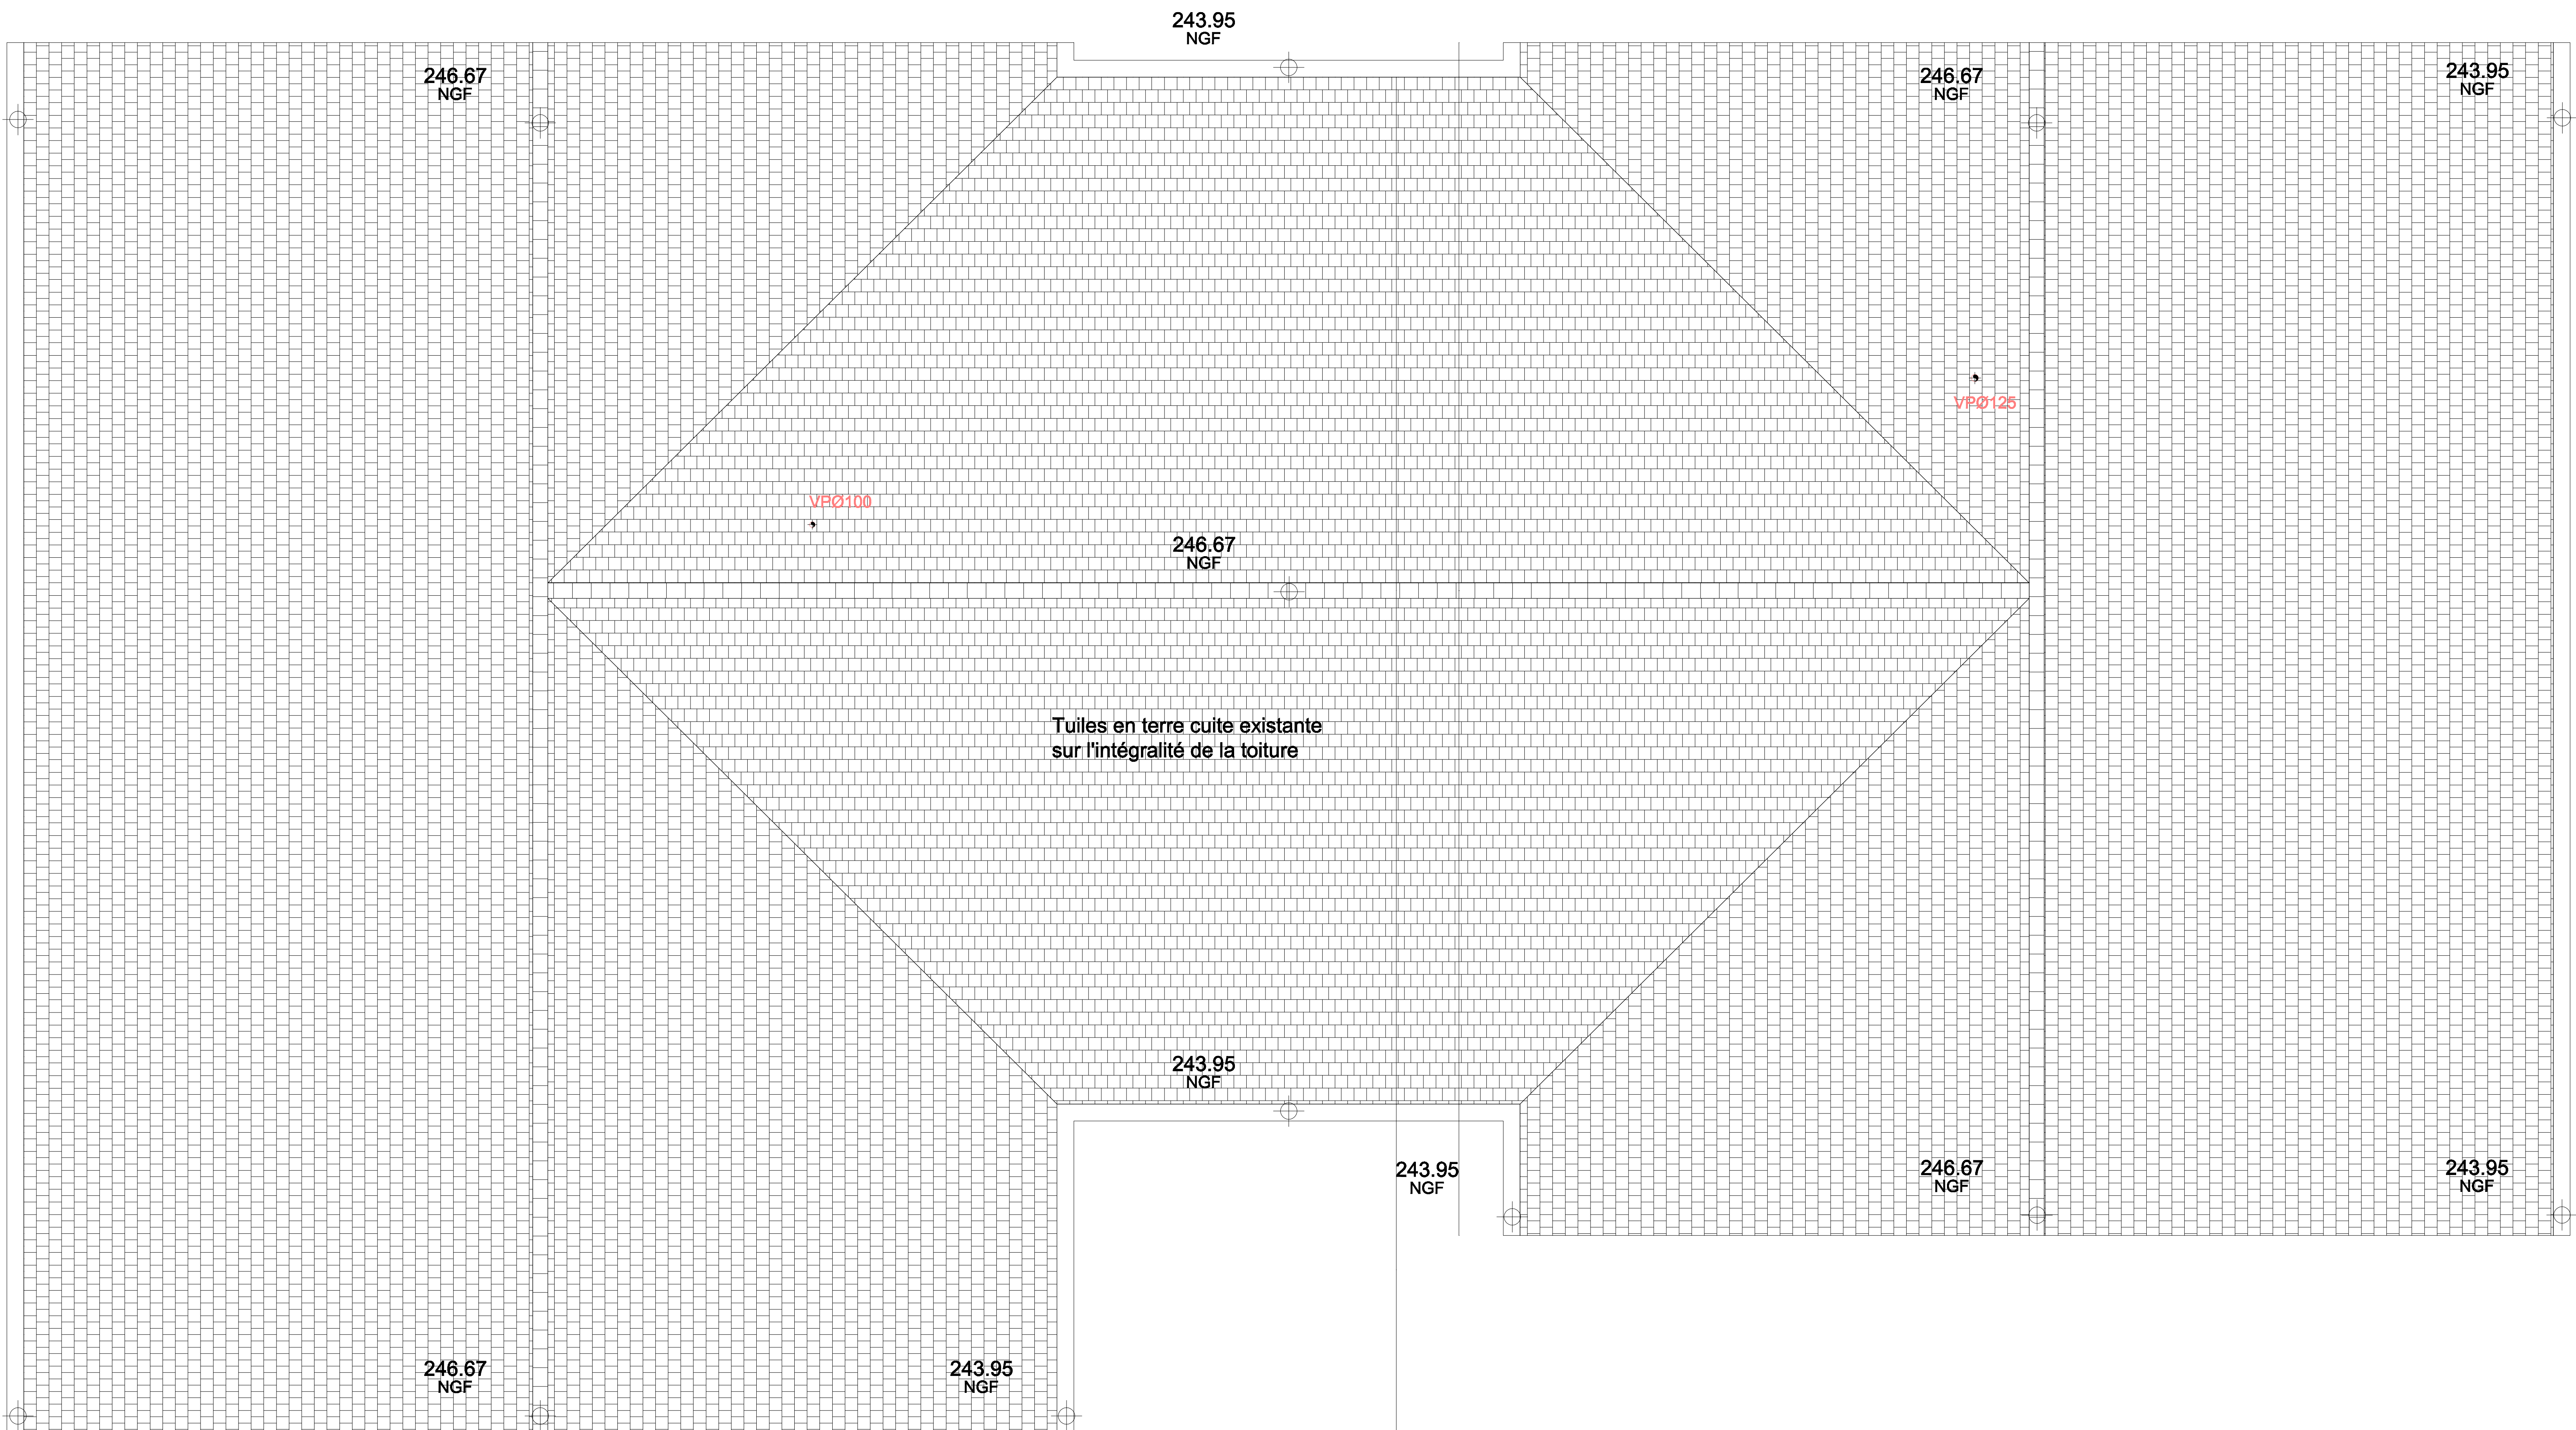 243.95
NGF
246.67
NGF
246.67
NGF
243.95
NGF
VPØ125
VPØ100
246.67
NGF
Tuiles en terre cuite existante
sur l'intégralité de la toiture
243.95
NGF
243.95
NGF
246.67
NGF
243.95
NGF
246.67
NGF
243.95
NGF